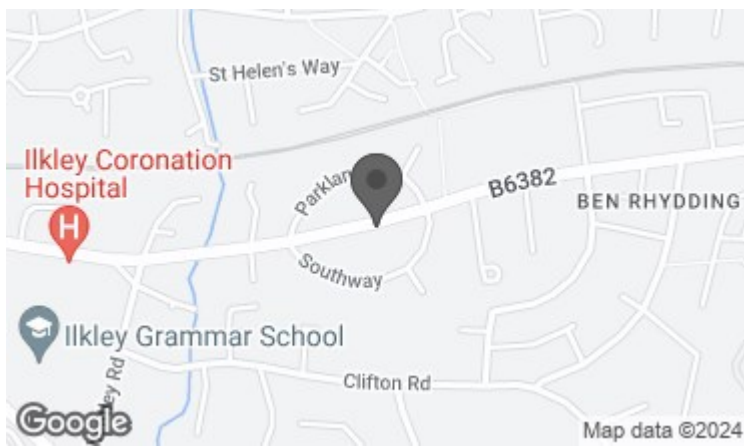 St Helen's Way
Ilkley Coronation
Hospital
H
B6382
BEN RHYDDING
Southway
Ilkley Grammar School
Clifton Rd
Google
Map data ©2024